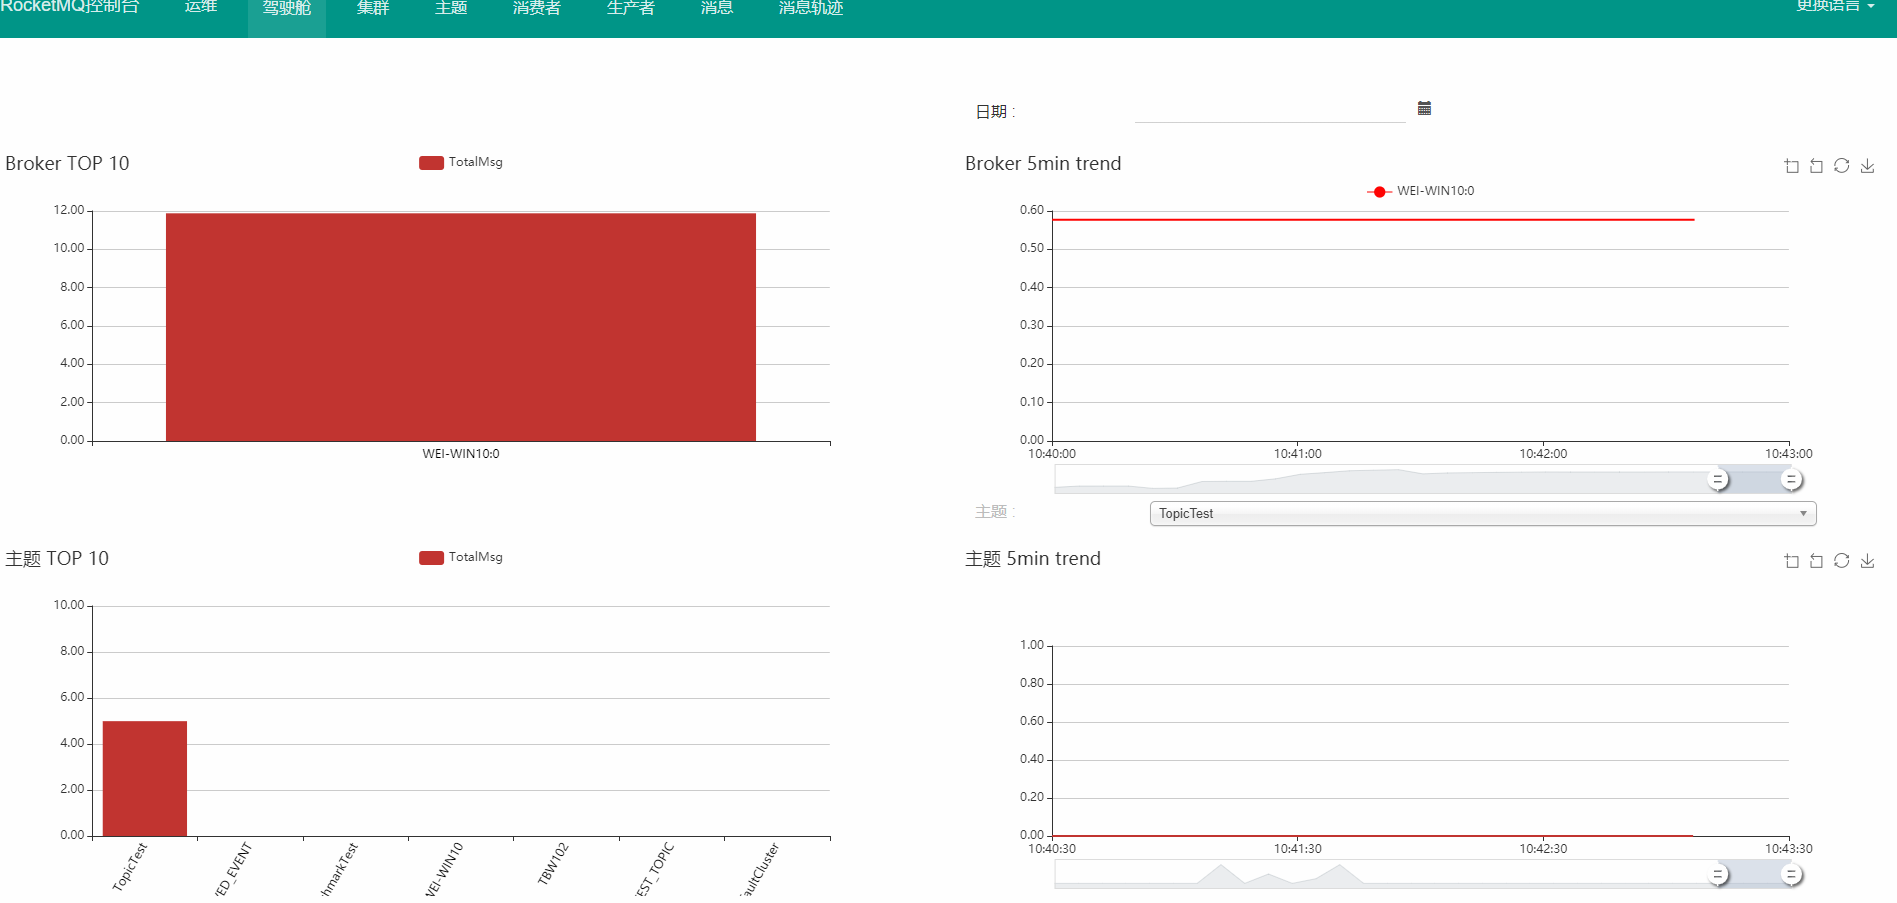 RocketMQ控制台 运维 驾驶舱 集群 主题 消费者 生产者 消息 消息轨迹 更换语言
日期 :
Broker TOP 10
TotalMsg
12.00
10.00
8.00
6.00
4.00
2.00
0.00
WEI-WIN10:0
Broker 5min trend
WEI-WIN10:0
0.60
0.50
0.40
0.30
0.20
0.10
0.00
10:40:00 10:41:00 10:42:00 10:43:00
主题 :
TopicTest
主题 TOP 10
TotalMsg
10.00
8.00
6.00
4.00
2.00
0.00
TopicTest
VED_EVENT
hmarkTest
WEI-WIN10
TBW102
EST_TOPIC
aultCluster
主题 5min trend
1.00
0.80
0.60
0.40
0.20
0.00
10:40:30 10:41:30 10:42:30 10:43:30